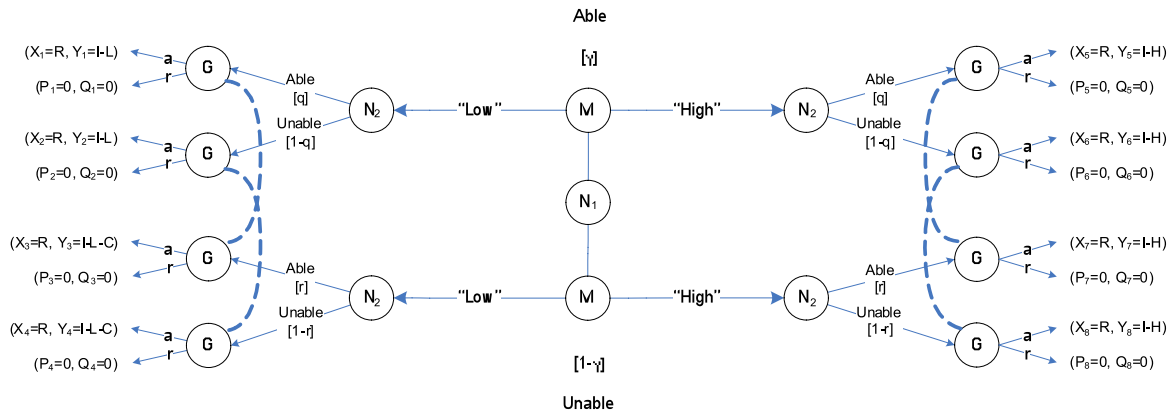 Able
[γ]
(X1=R, Y1=I-L)
a
G
r
(P1=0, Q1=0)
Able
[q]
N2
Unable
[1-q]
(X2=R, Y2=I-L)
a
G
r
(P2=0, Q2=0)
"Low"
M
"High"
N2
Able
[q]
Unable
[1-q]
G
a
(X5=R, Y5=I-H)
r
(P5=0, Q5=0)
G
a
(X6=R, Y6=I-H)
r
(P6=0, Q6=0)
N1
(X3=R, Y3=I-L-C)
a
G
r
(P3=0, Q3=0)
Able
[r]
N2
Unable
[1-r]
(X4=R, Y4=I-L-C)
a
G
r
(P4=0, Q4=0)
"Low"
M
"High"
N2
Able
[r]
Unable
[1-r]
G
a
(X7=R, Y7=I-H)
r
(P7=0, Q7=0)
G
a
(X8=R, Y8=I-H)
r
(P8=0, Q8=0)
[1-γ]
Unable